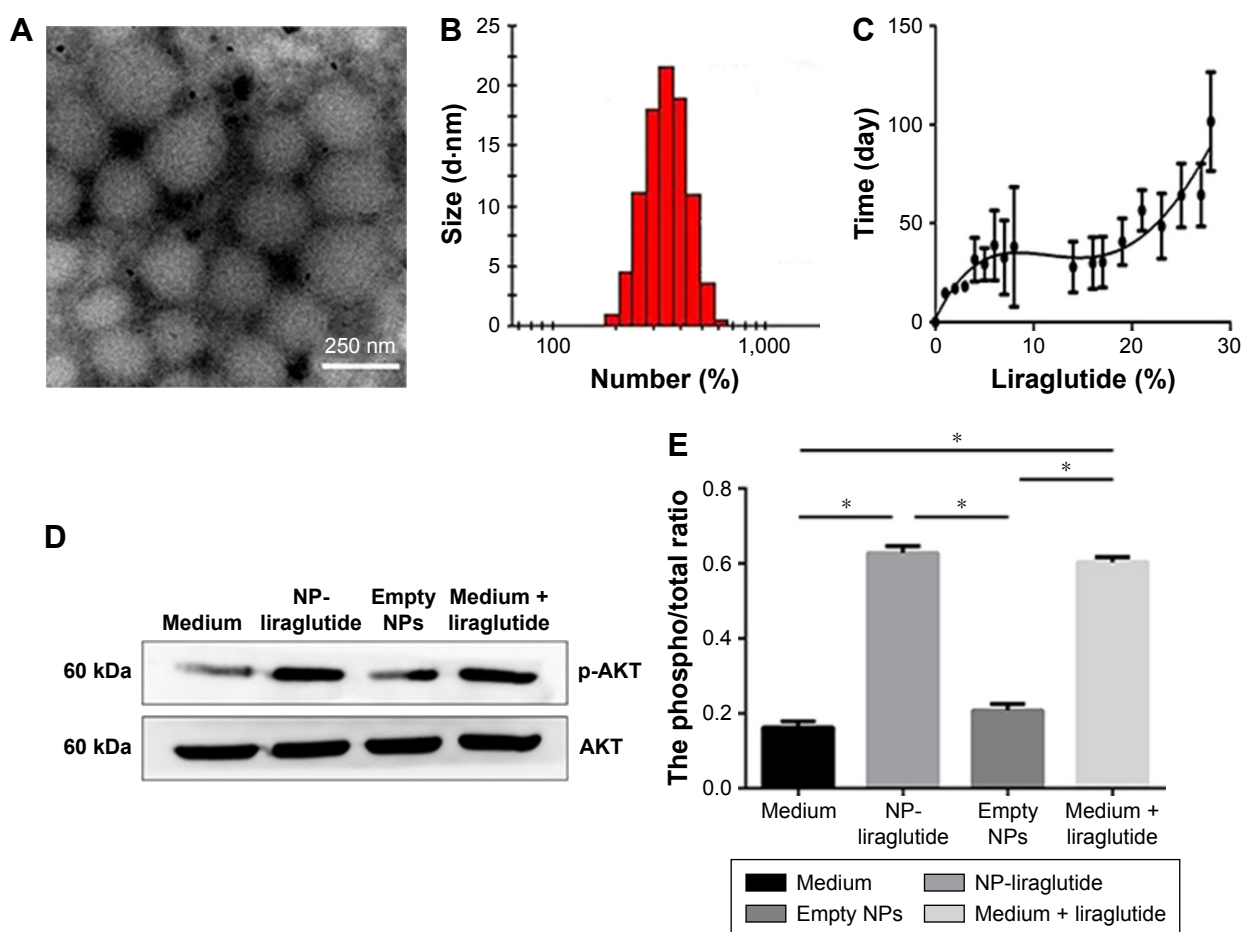 A
250 nm
B
25
20
15
10
5
0
Size (d·nm)
100
1,000
Number (%)
C
150
100
50
0
Time (day)
0
10
20
30
Liraglutide (%)
D
Medium
NP-
liraglutide
Empty
NPs
Medium +
liraglutide
60 kDa
p-AKT
60 kDa
AKT
E
*
*
*
*
0.8
0.6
0.4
0.2
0.0
The phospho/total ratio
Medium
NP-
liraglutide
Empty
NPs
Medium +
liraglutide
Medium
NP-liraglutide
Empty NPs
Medium + liraglutide